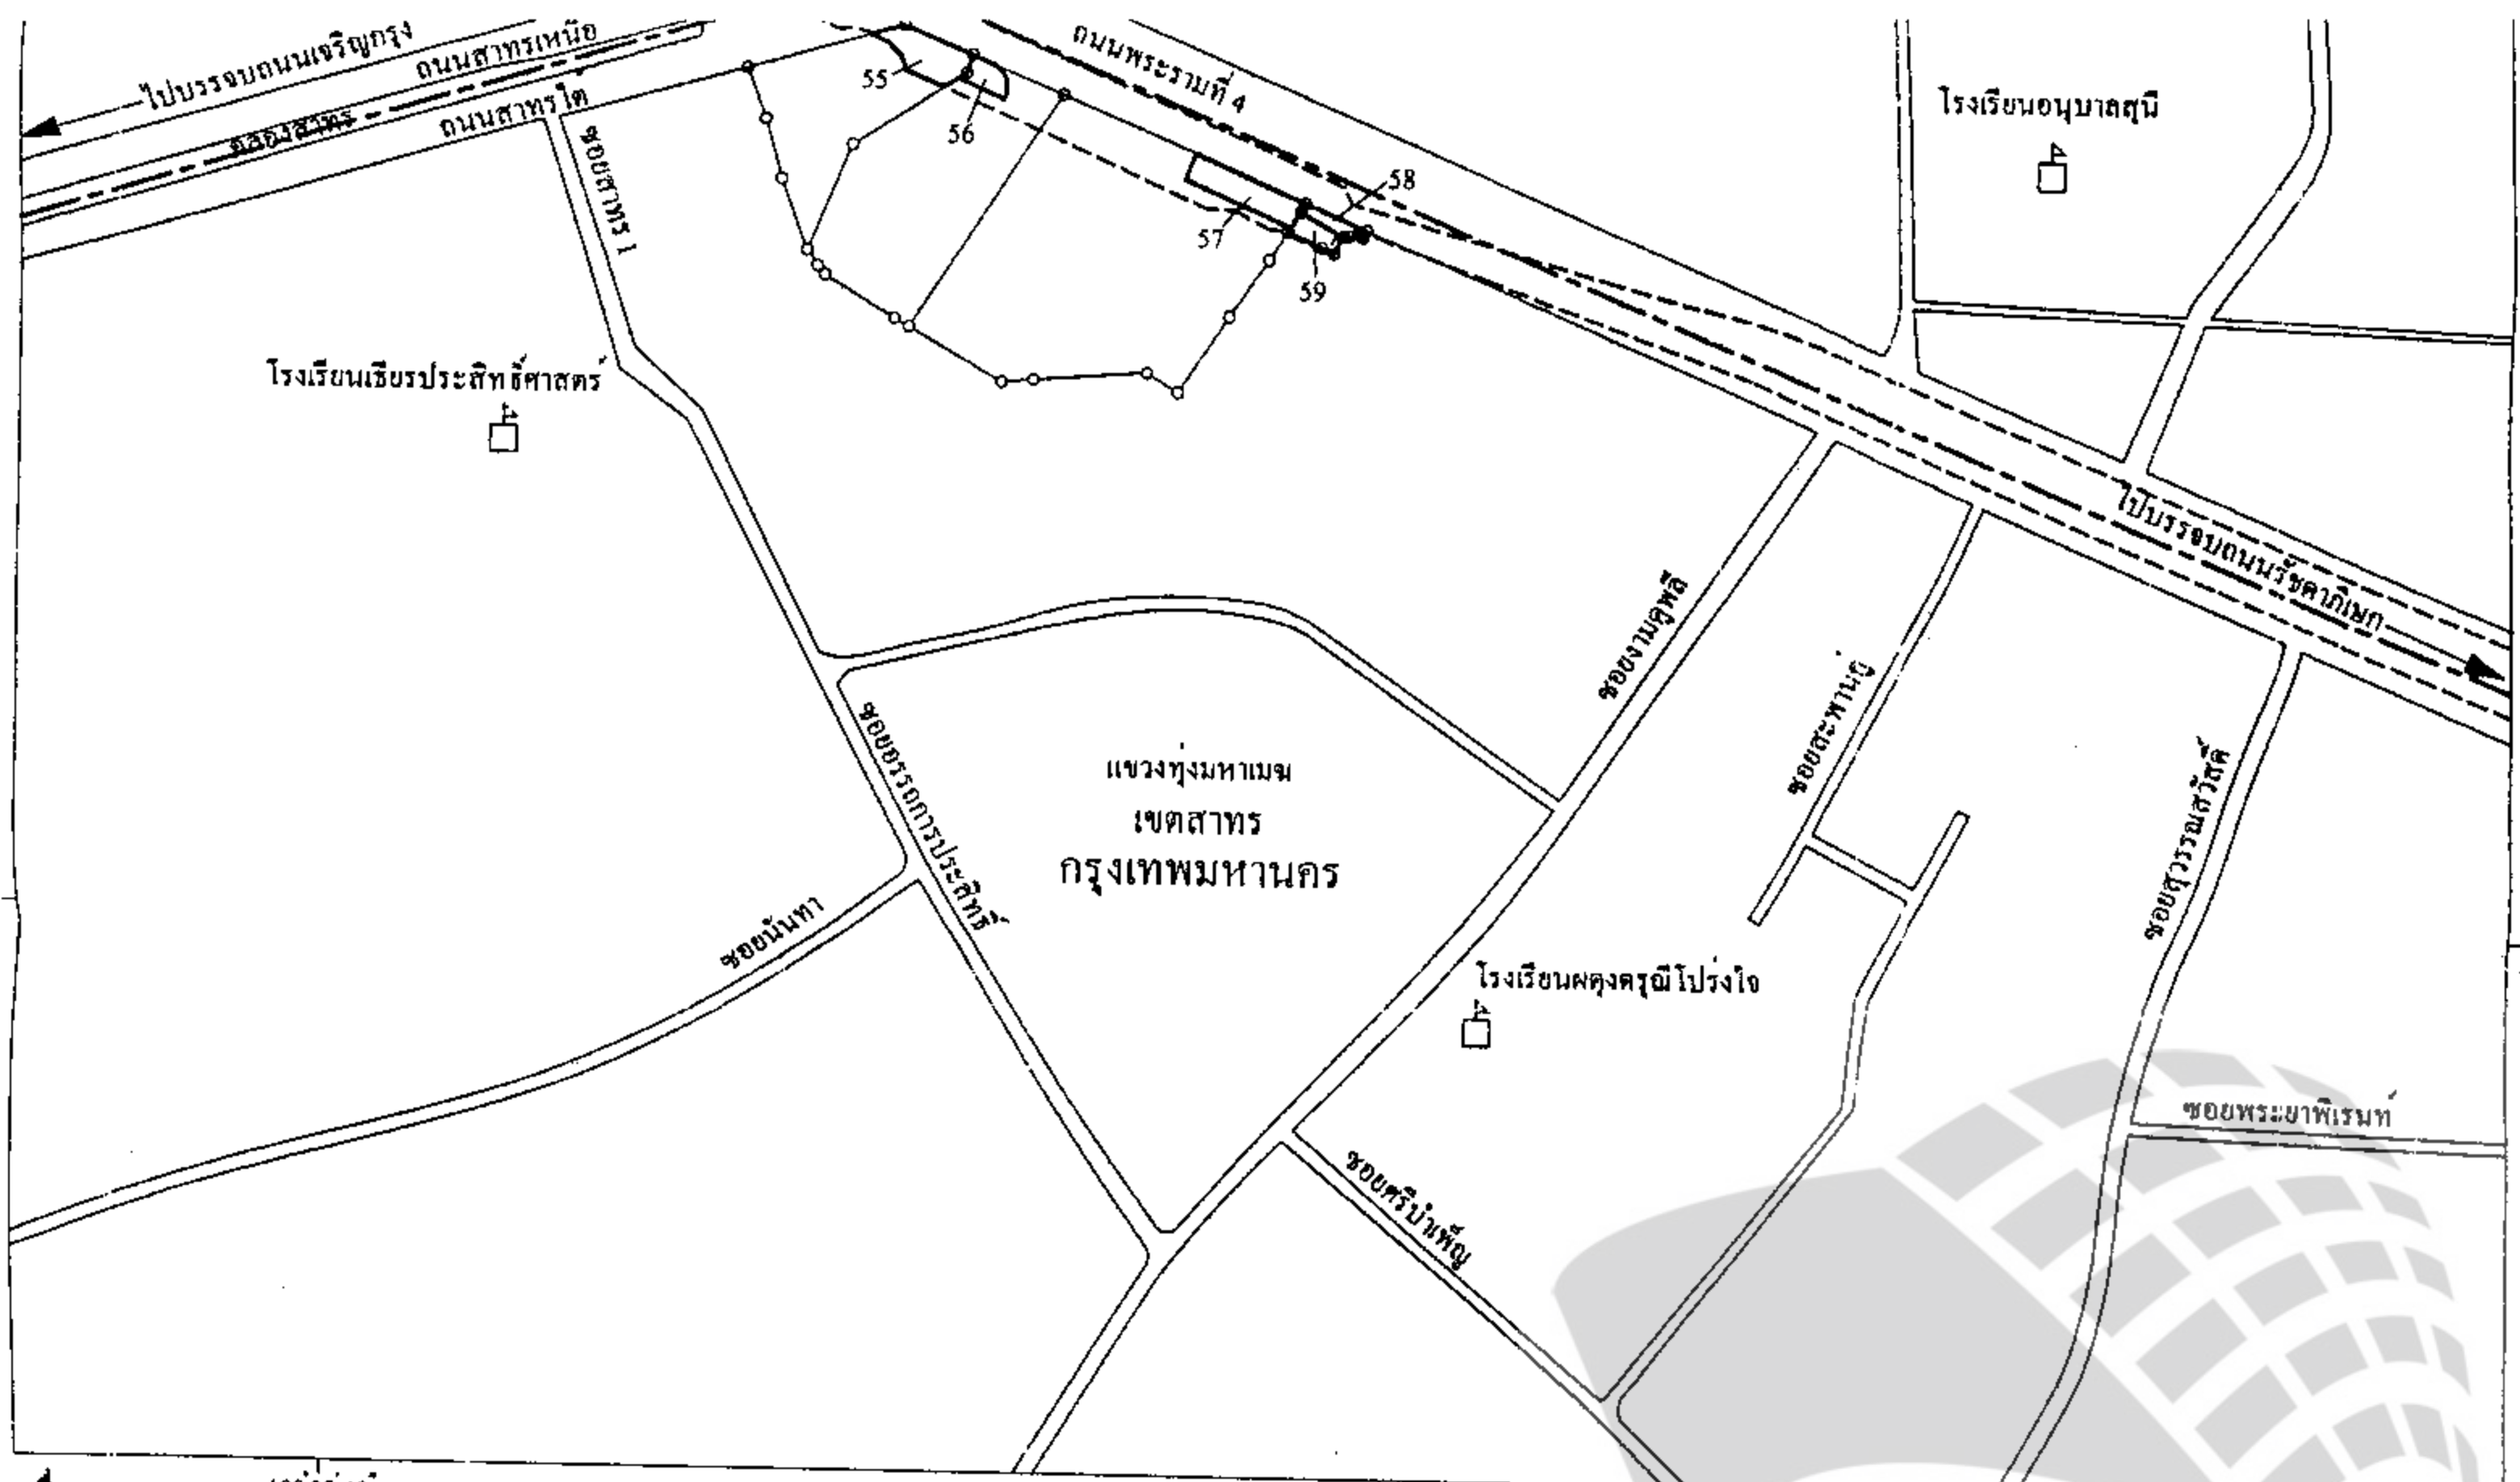 ไปบรรจบถนนเจริญกรุง
ถนนสาทรเหนือ
คลองสาทร
ถนนสาทรใต้
ซอยสาทร 1
ถนนพระรามที่ 4
โรงเรียนอนุบาลสุนี
55
56
57
58
59
โรงเรียนเธียรประสิทธิ์ศาสตร์
ไปบรรจบถนนรัชดาภิเษก
ซอยงามดูพลี
ซอยสะพานคู่
ซอยสุวรรณสวัสดิ์
ซอยอรรถการประสิทธิ์
แขวงทุ่งมหาเมฆ
เขตสาทร
กรุงเทพมหานคร
ซอยนันทา
โรงเรียนผดุงดรุณีโปร่งใจ
ซอยพระยาพิเรนท์
ซอยศรีบำเพ็ญ